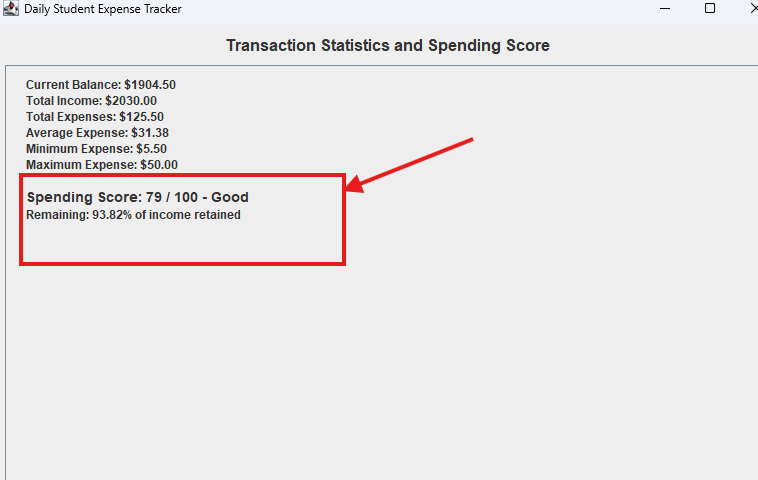 Daily Student Expense Tracker
Transaction Statistics and Spending Score
Current Balance: $1904.50
Total Income: $2030.00
Total Expenses: $125.50
Average Expense: $31.38
Minimum Expense: $5.50
Maximum Expense: $50.00
Spending Score: 79 / 100 - Good
Remaining: 93.82% of income retained